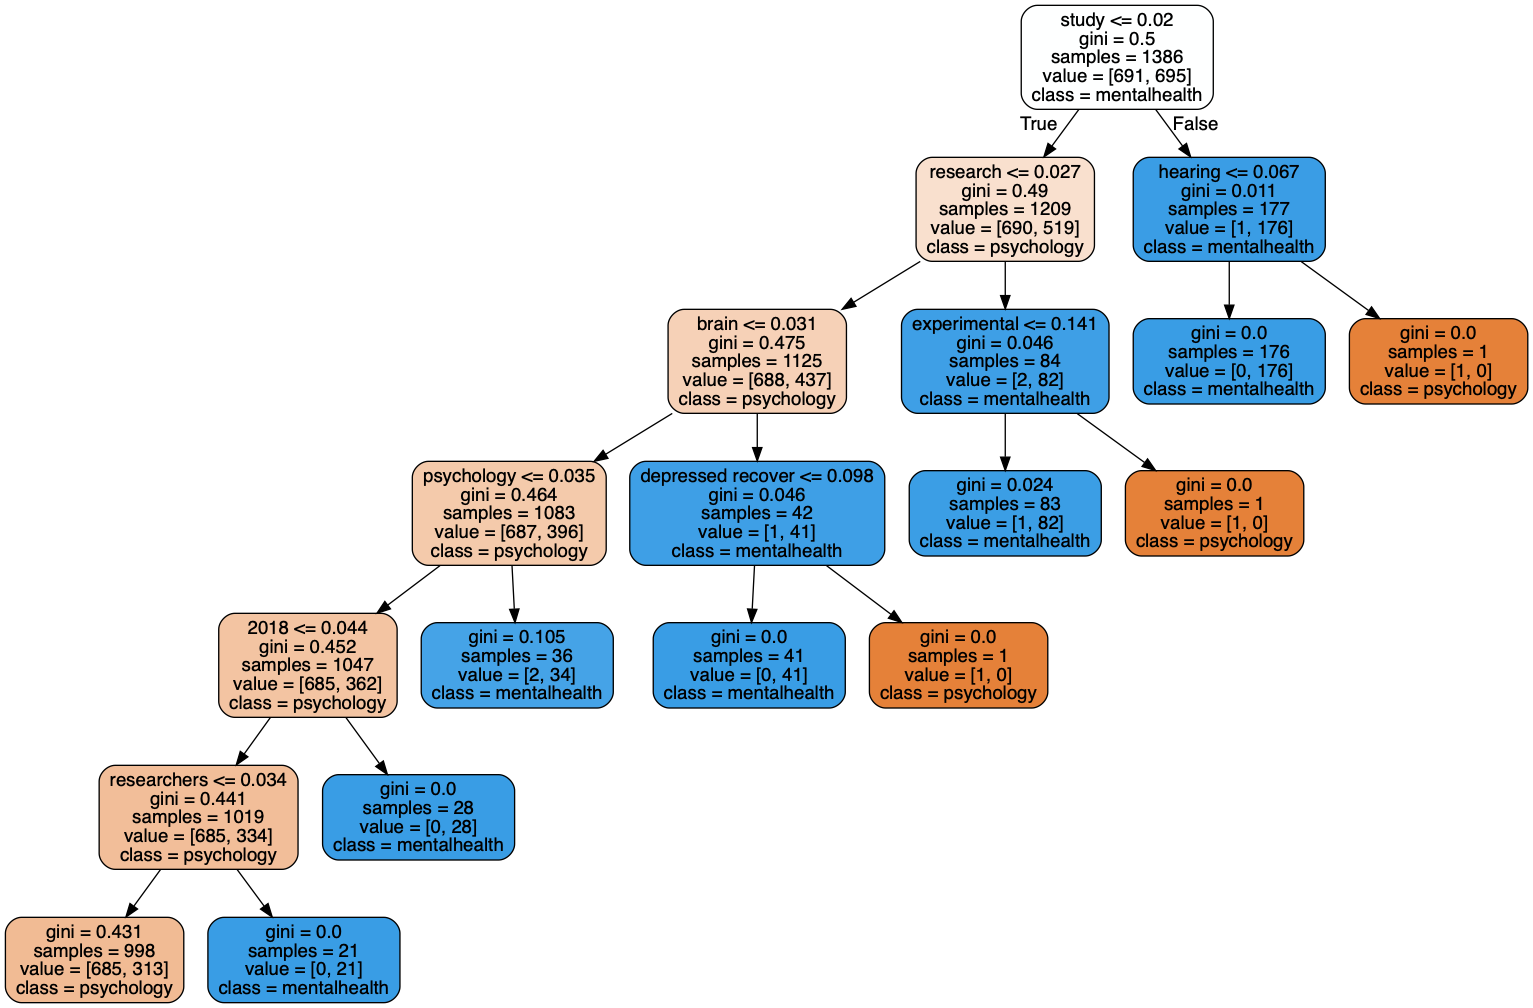 study <= 0.02
gini = 0.5
samples = 1386
value = [691, 695]
class = mentalhealth
True
False
research <= 0.027
gini = 0.49
samples = 1209
value = [690, 519]
class = psychology
hearing <= 0.067
gini = 0.011
samples = 177
value = [1, 176]
class = mentalhealth
brain <= 0.031
gini = 0.475
samples = 1125
value = [688, 437]
class = psychology
experimental <= 0.141
gini = 0.046
samples = 84
value = [2, 82]
class = mentalhealth
gini = 0.0
samples = 176
value = [0, 176]
class = mentalhealth
gini = 0.0
samples = 1
value = [1, 0]
class = psychology
psychology <= 0.035
gini = 0.464
samples = 1083
value = [687, 396]
class = psychology
depressed recover <= 0.098
gini = 0.046
samples = 42
value = [1, 41]
class = mentalhealth
gini = 0.024
samples = 83
value = [1, 82]
class = mentalhealth
gini = 0.0
samples = 1
value = [1, 0]
class = psychology
2018 <= 0.044
gini = 0.452
samples = 1047
value = [685, 362]
class = psychology
gini = 0.105
samples = 36
value = [2, 34]
class = mentalhealth
gini = 0.0
samples = 41
value = [0, 41]
class = mentalhealth
gini = 0.0
samples = 1
value = [1, 0]
class = psychology
researchers <= 0.034
gini = 0.441
samples = 1019
value = [685, 334]
class = psychology
gini = 0.0
samples = 28
value = [0, 28]
class = mentalhealth
gini = 0.431
samples = 998
value = [685, 313]
class = psychology
gini = 0.0
samples = 21
value = [0, 21]
class = mentalhealth